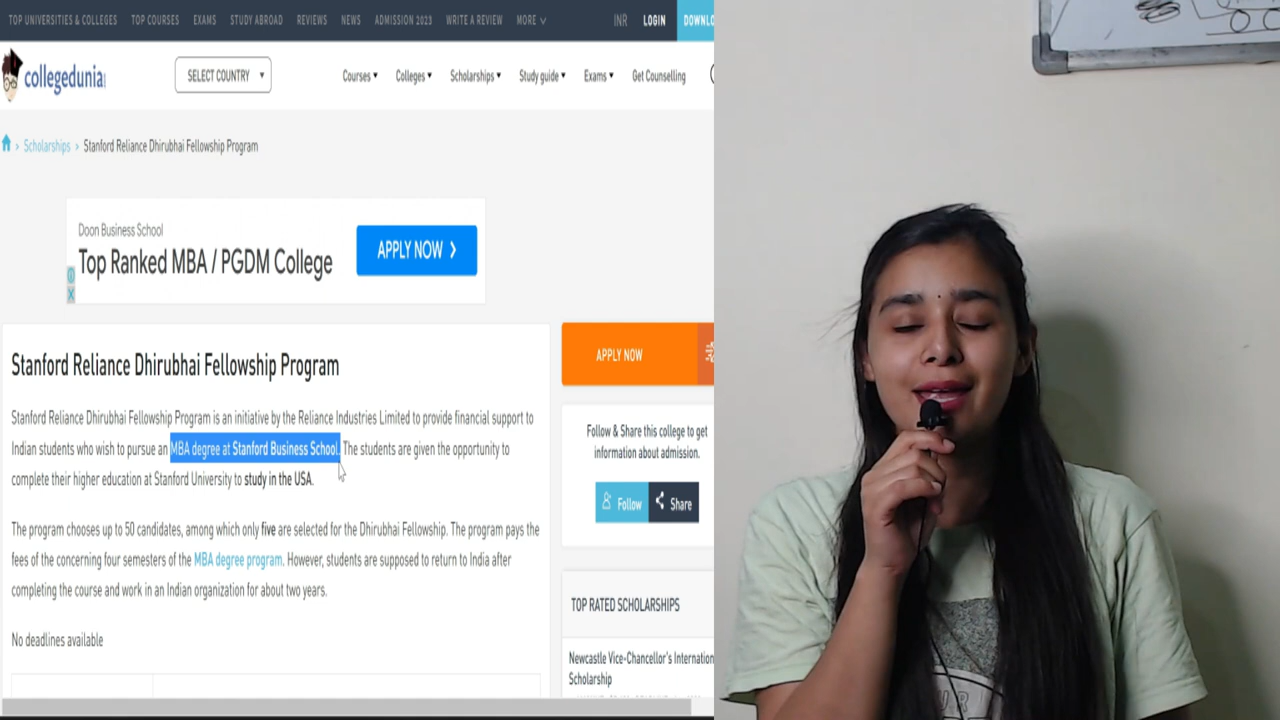 TOP UNIVERSITIES & COLLEGES TOP COURSES EXAMS STUDY ABROAD REVIEWS NEWS ADMISSION 2023 WRITE A REVIEW MORE INR LOGIN DOWNLO
collegedunia
SELECT COUNTRY
Courses Colleges Scholarships Study guide Exams Get Counselling
> Scholarships > Stanford Reliance Dhirubhai Fellowship Program
Doon Business School
Top Ranked MBA / PGDM College
APPLY NOW >
Stanford Reliance Dhirubhai Fellowship Program
Stanford Reliance Dhirubhai Fellowship Program is an initiative by the Reliance Industries Limited to provide financial support to
Indian students who wish to pursue an MBA degree at Stanford Business School. The students are given the opportunity to
complete their higher education at Stanford University to study in the USA.
The program chooses up to 50 candidates, among which only five are selected for the Dhirubhai Fellowship. The program pays the
fees of the concerning four semesters of the MBA degree program. However, students are supposed to return to India after
completing the course and work in an Indian organization for about two years.
No deadlines available
APPLY NOW
Follow & Share this college to get
information about admission.
Follow Share
TOP RATED SCHOLARSHIPS
Newcastle Vice-Chancellor's Internation
Scholarship